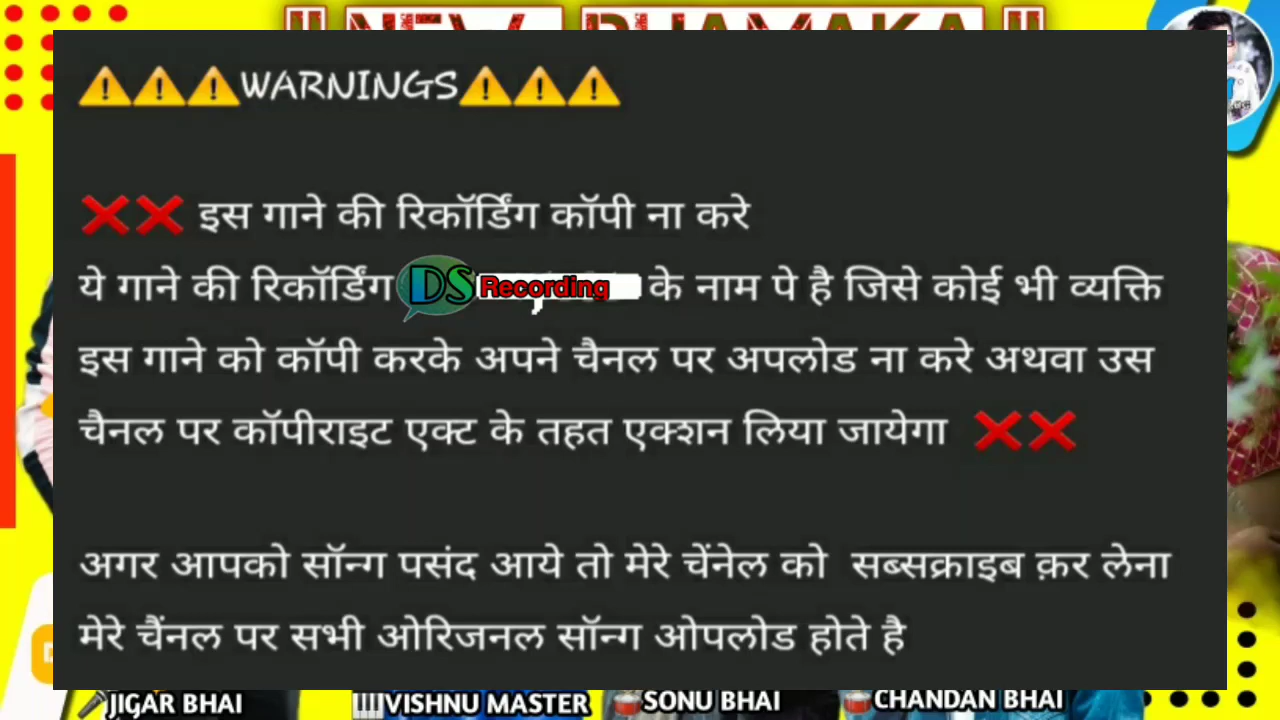 ⚠️⚠️⚠️WARNINGS⚠️⚠️⚠️
❌❌ इस गाने की रिकॉर्डिंग कॉपी ना करे
ये गाने की रिकॉर्डिंग DS Recording के नाम पे है जिसे कोई भी व्यक्ति
इस गाने को कॉपी करके अपने चैनल पर अपलोड ना करे अथवा उस
चैनल पर कॉपीराइट एक्ट के तहत एक्शन लिया जायेगा ❌❌
अगर आपको सॉन्ग पसंद आये तो मेरे चेंनेल को सब्सक्राइब क़र लेना
मेरे चैंनल पर सभी ओरिजनल सॉन्ग ओपलोड होते है
JIGAR BHAI VISHNU MASTER SONU BHAI CHANDAN BHAI